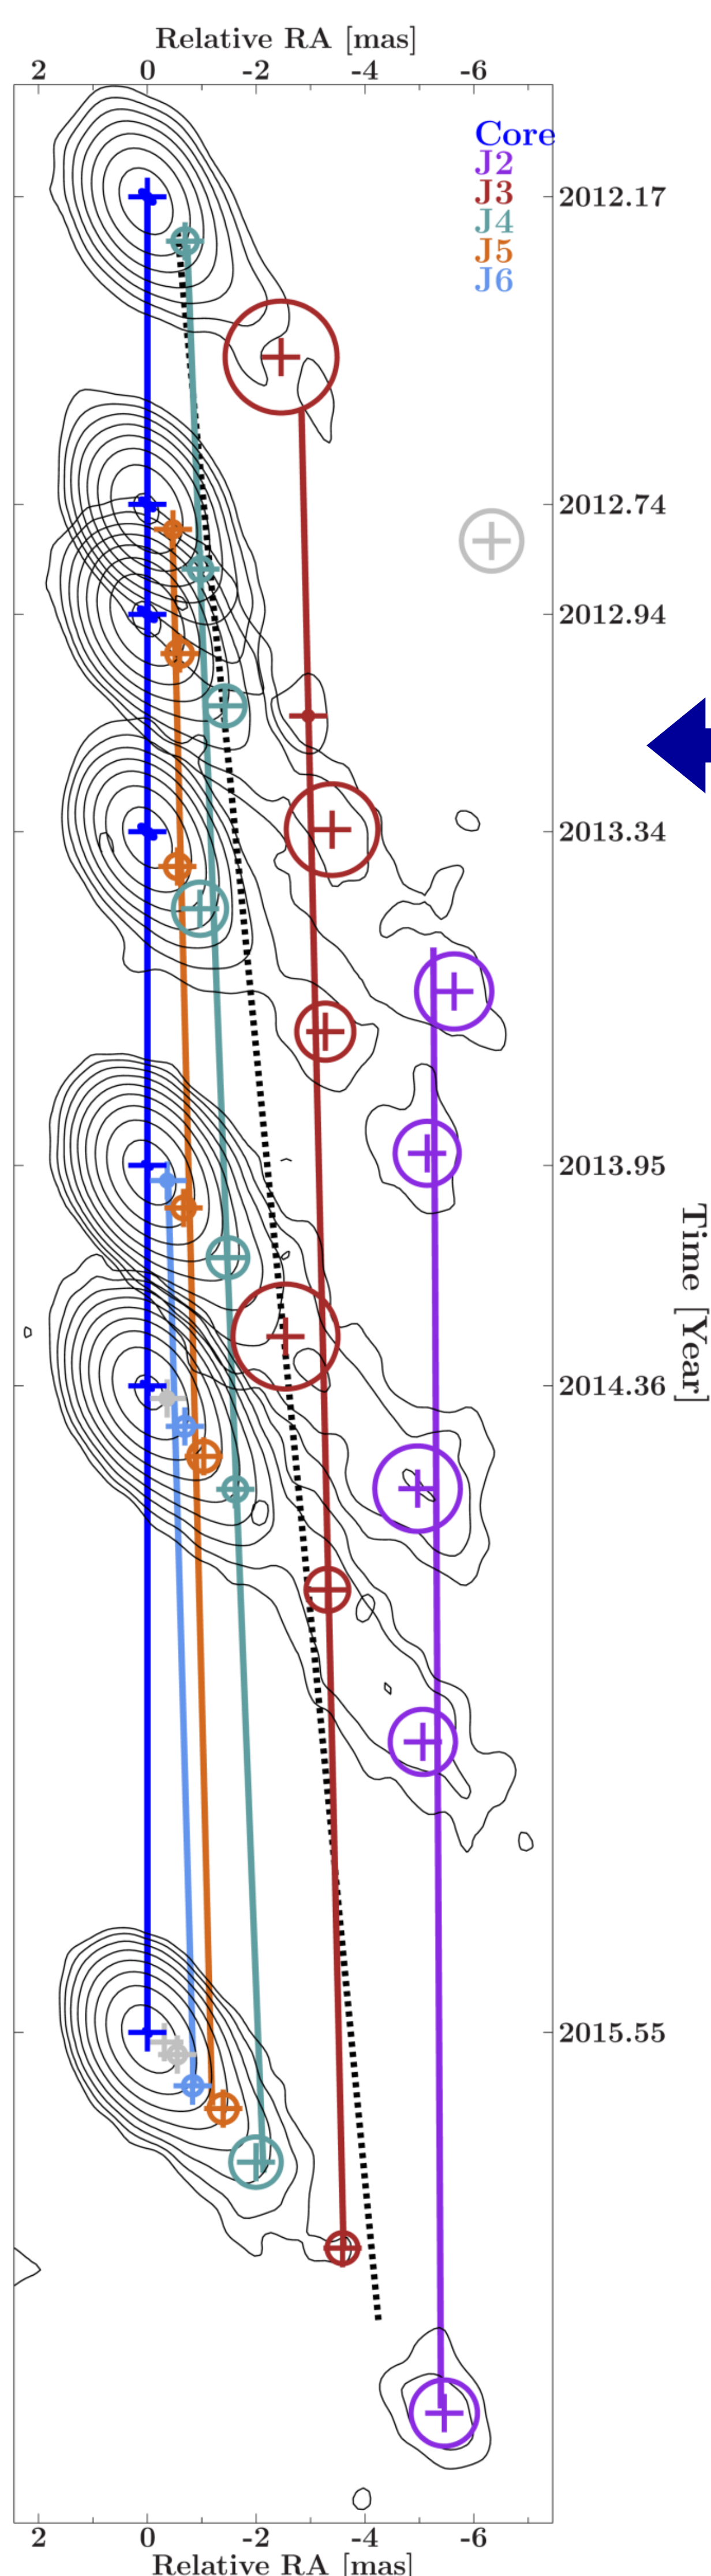 Relative RA [mas]
2 0 -2 -4 -6
Core
J2
J3
J4
J5
J6
2012.17
2012.74
2012.94
2013.34
2013.95
2014.36
2015.55
Time [Year]
2 0 -2 -4 -6
Relative RA [mas]